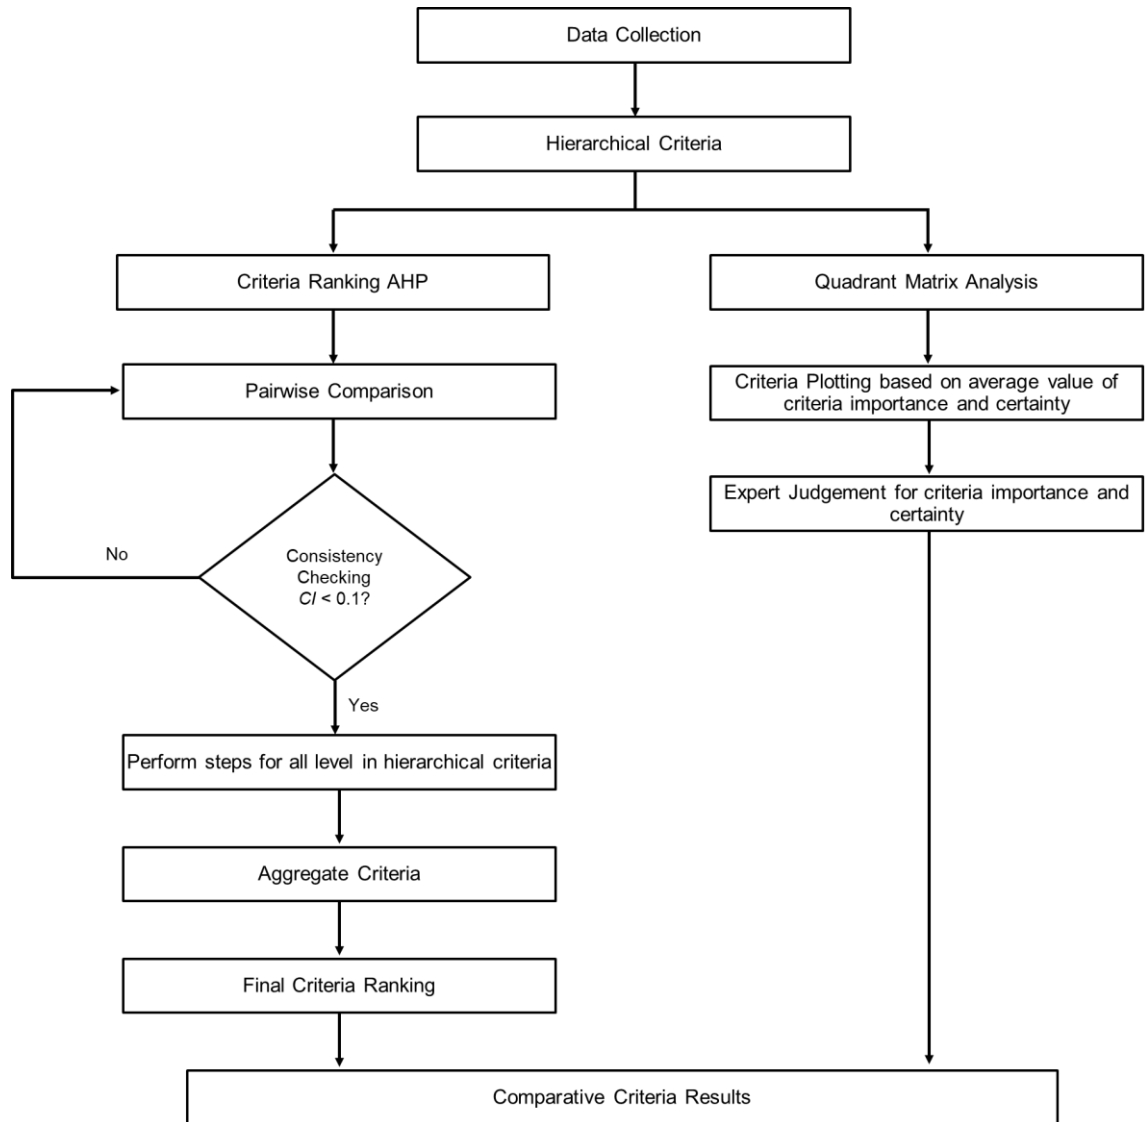 Data Collection
Hierarchical Criteria
Criteria Ranking AHP
Quadrant Matrix Analysis
Pairwise Comparison
Criteria Plotting based on average value of
criteria importance and certainty
Expert Judgement for criteria importance and
certainty
No
Consistency
Checking
CI < 0.1?
Yes
Perform steps for all level in hierarchical criteria
Aggregate Criteria
Final Criteria Ranking
Comparative Criteria Results